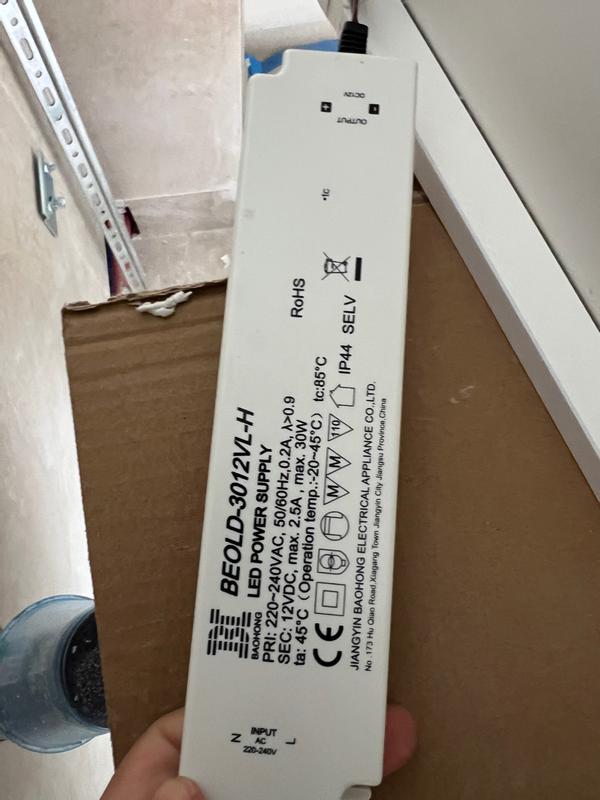 BAOHONG
BEOLD-3012VL-H
LED POWER SUPPLY
PRI: 220~240VAC, 50/60Hz,0.2A, λ>0.9
SEC: 12VDC, max. 2.5A , max. 30W
ta: 45°C（Operation temp.:-20~45°C） tc:85°C
RoHS
CE
M M 110
IP44 SELV
JIANGYIN BAOHONG ELECTRICAL APPLIANCE CO.,LTD.
No .173 Hu Qiao Road,Xiagang Town Jiangyin City Jiangsu Province,China
N
INPUT
AC
220-240V
L
•tc
+
OUTPUT
DC12V
-